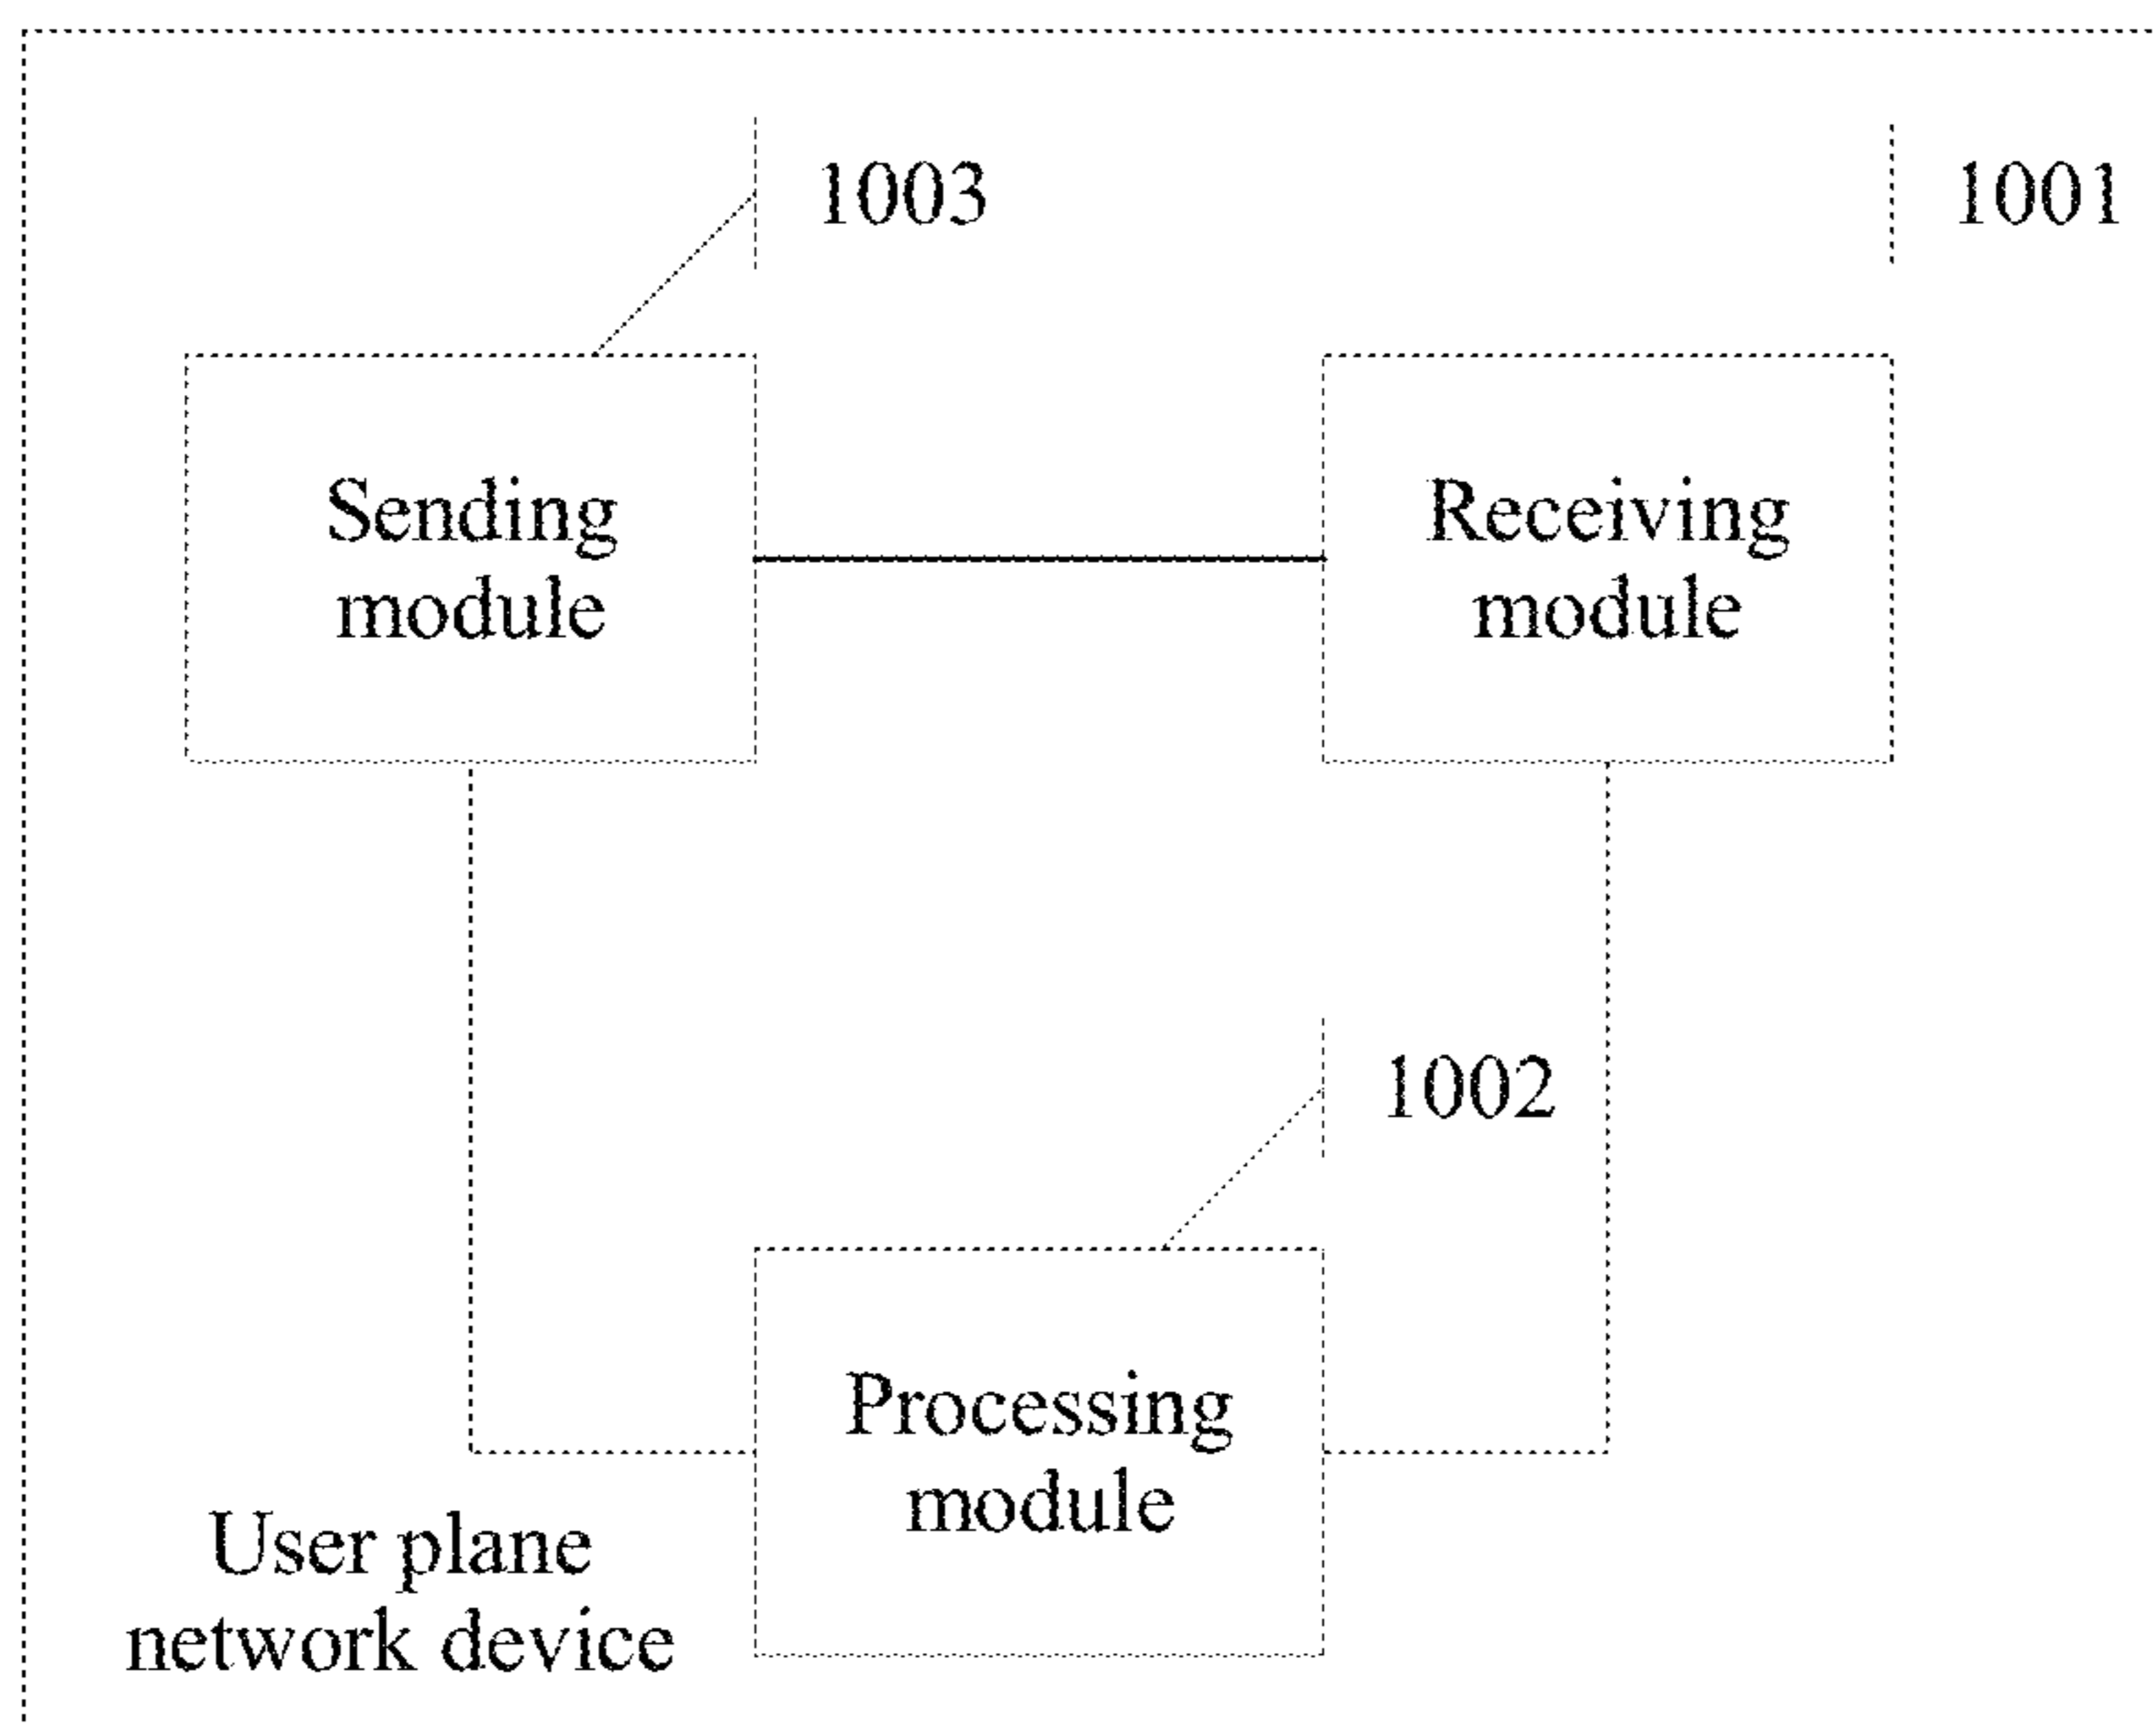 1003
1001
Sending
module
Receiving
module
1002
Processing
module
User plane
network device